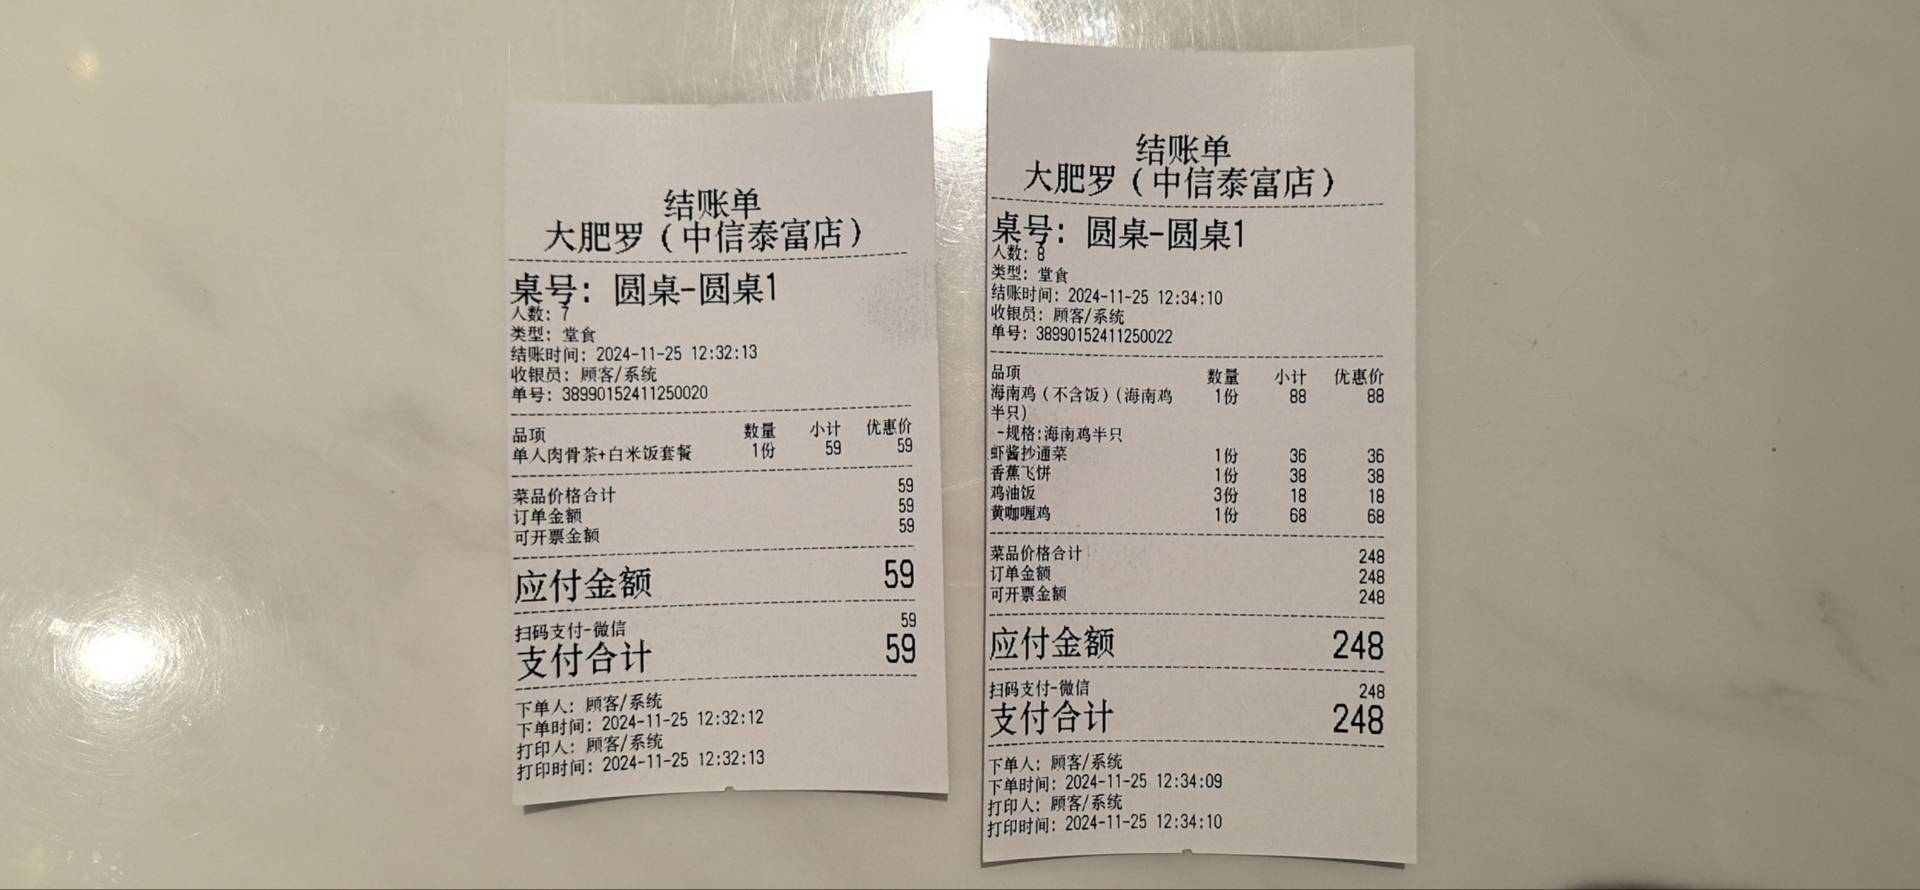 结账单
大肥罗（中信泰富店）
桌号：圆桌-圆桌1
人数：7
类型：堂食
结账时间：2024-11-25 12:32:13
收银员：顾客/系统
单号：38990152411250020
品项 数量 小计 优惠价
单人肉骨茶+白米饭套餐 1份 59 59
菜品价格合计 59
订单金额 59
可开票金额 59
应付金额 59
扫码支付-微信 59
支付合计 59
下单人：顾客/系统
下单时间：2024-11-25 12:32:12
打印人：顾客/系统
打印时间：2024-11-25 12:32:13
结账单
大肥罗（中信泰富店）
桌号：圆桌-圆桌1
人数：8
类型：堂食
结账时间：2024-11-25 12:34:10
收银员：顾客/系统
单号：38990152411250022
品项 数量 小计 优惠价
海南鸡（不含饭）(海南鸡 1份 88 88
半只)
-规格:海南鸡半只
虾酱抄通菜 1份 36 36
香蕉飞饼 1份 38 38
鸡油饭 3份 18 18
黄咖喱鸡 1份 68 68
菜品价格合计 248
订单金额 248
可开票金额 248
应付金额 248
扫码支付-微信 248
支付合计 248
下单人：顾客/系统
下单时间：2024-11-25 12:34:09
打印人：顾客/系统
打印时间：2024-11-25 12:34:10